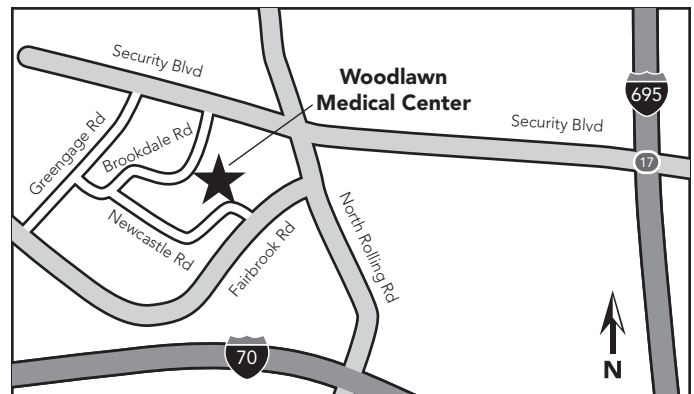 Security Blvd
Woodlawn
Medical Center
695
Security Blvd
17
Greengage Rd
Brookdale Rd
Newcastle Rd
Fairbrook Rd
North Rolling Rd
70
N